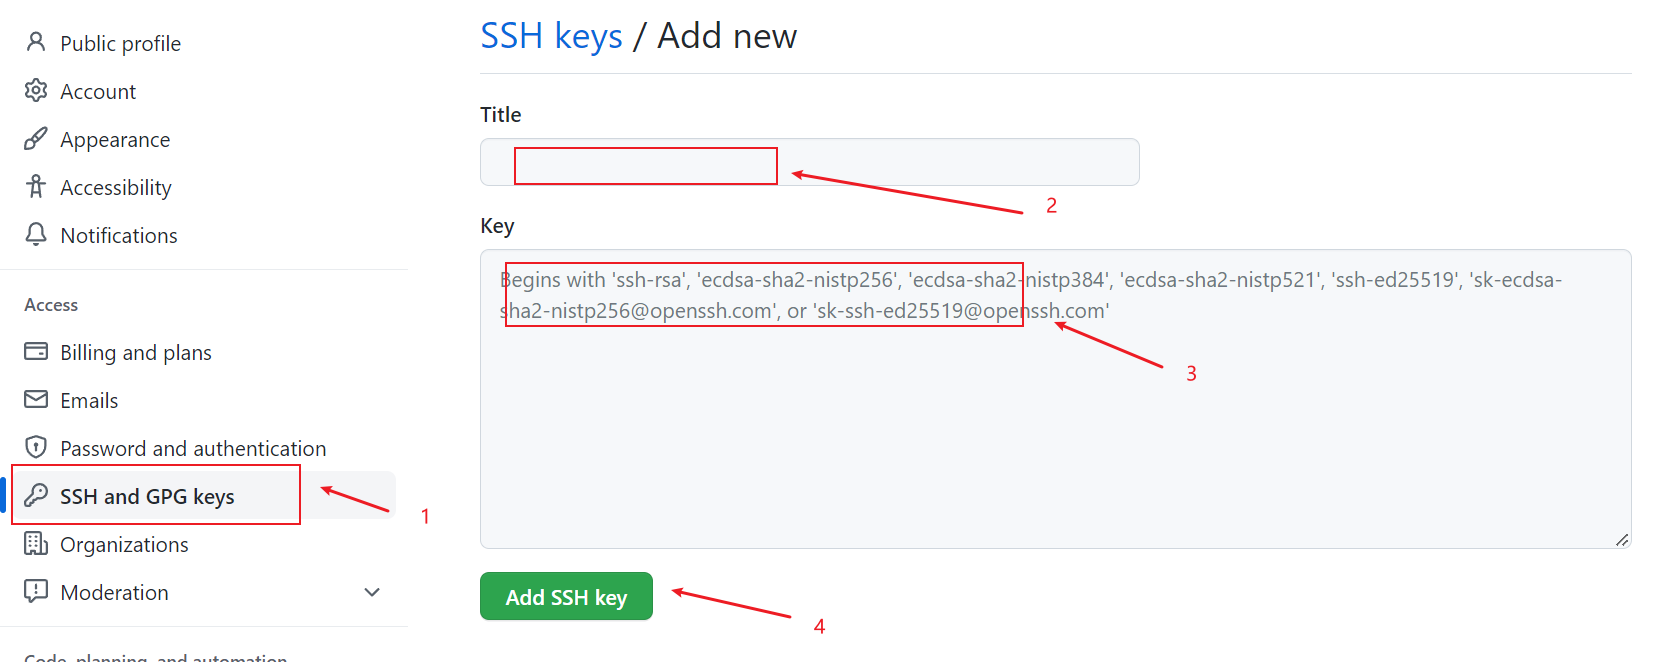 Public profile
Account
Appearance
Accessibility
Notifications
Access
Billing and plans
Emails
Password and authentication
SSH and GPG keys
1
Organizations
Moderation
Code, planning, and automation
SSH keys / Add new
Title
2
Key
Begins with 'ssh-rsa', 'ecdsa-sha2-nistp256', 'ecdsa-sha2-nistp384', 'ecdsa-sha2-nistp521', 'ssh-ed25519', 'sk-ecdsa-
sha2-nistp256@openssh.com', or 'sk-ssh-ed25519@openssh.com'
3
Add SSH key
4